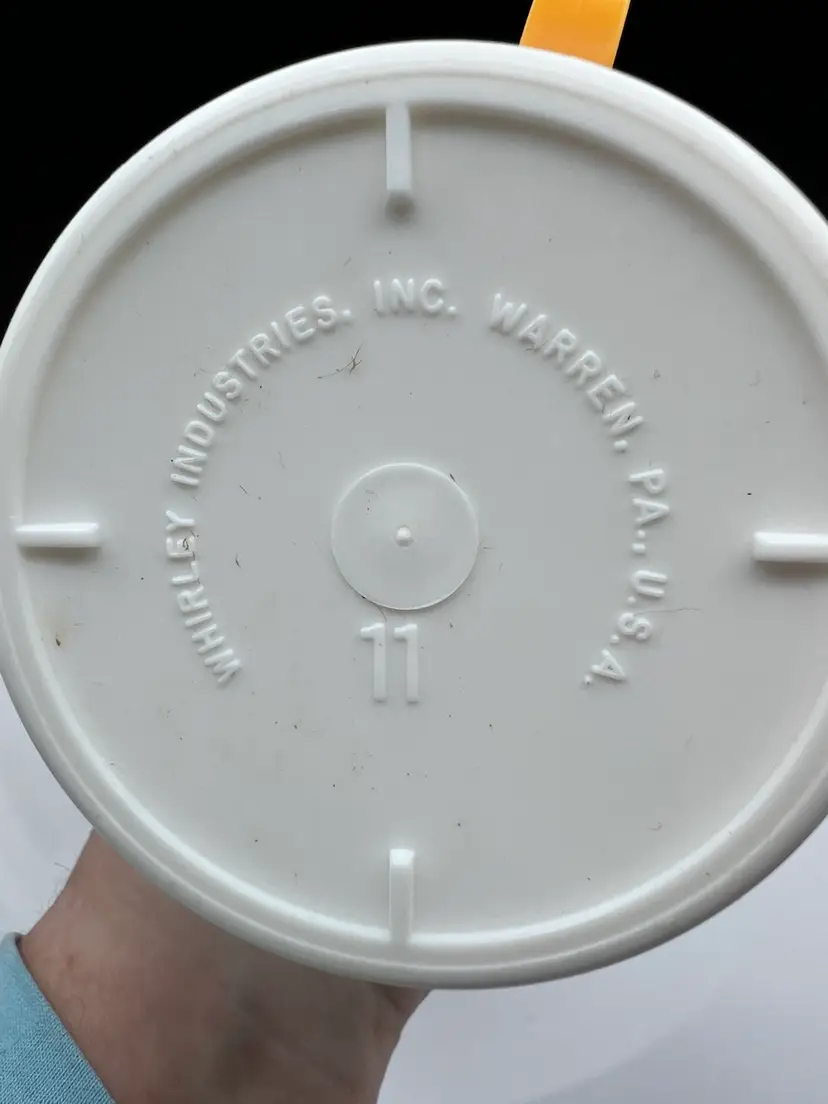 WHIRLEY INDUSTRIES, INC. WARREN, PA., U.S.A.
11